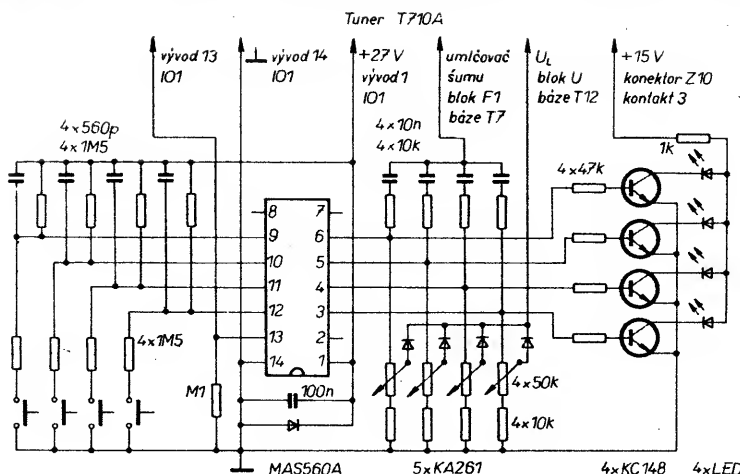 Tuner T710A
vývod 13
IO1
vývod 14
IO1
+27 V
vývod 1
IO1
umlčovač
šumu
blok F1
báze T7
UL
blok U
báze T12
+15 V
konektor Z10
kontakt 3
4×560p
4×1M5
4×10n
4×10k
1k
4×47k
8
9
10
11
12
13
14
7
6
5
4
3
2
1
4×1M5
M1
100n
4×50k
4×10k
MAS560A
5×KA261
4×KC148
4×LED